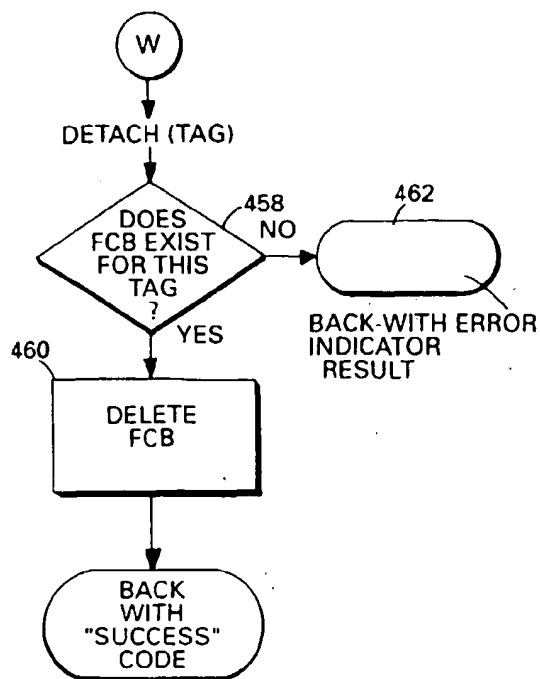 W
DETACH (TAG)
458
DOES
FCB EXIST
FOR THIS
TAG
?
NO
462
BACK-WITH ERROR
INDICATOR
RESULT
YES
460
DELETE
FCB
BACK
WITH
"SUCCESS"
CODE